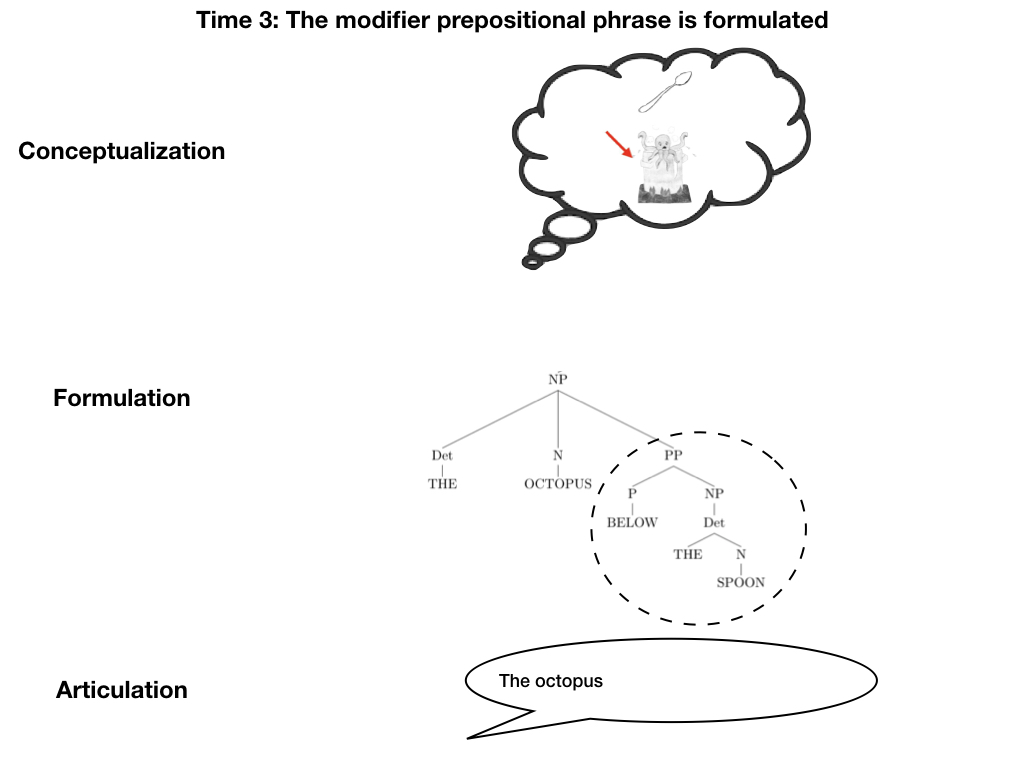 Time 3: The modifier prepositional phrase is formulated
Conceptualization
Formulation
NP
Det N PP
THE OCTOPUS
P NP
BELOW Det
THE N
SPOON
Articulation
The octopus